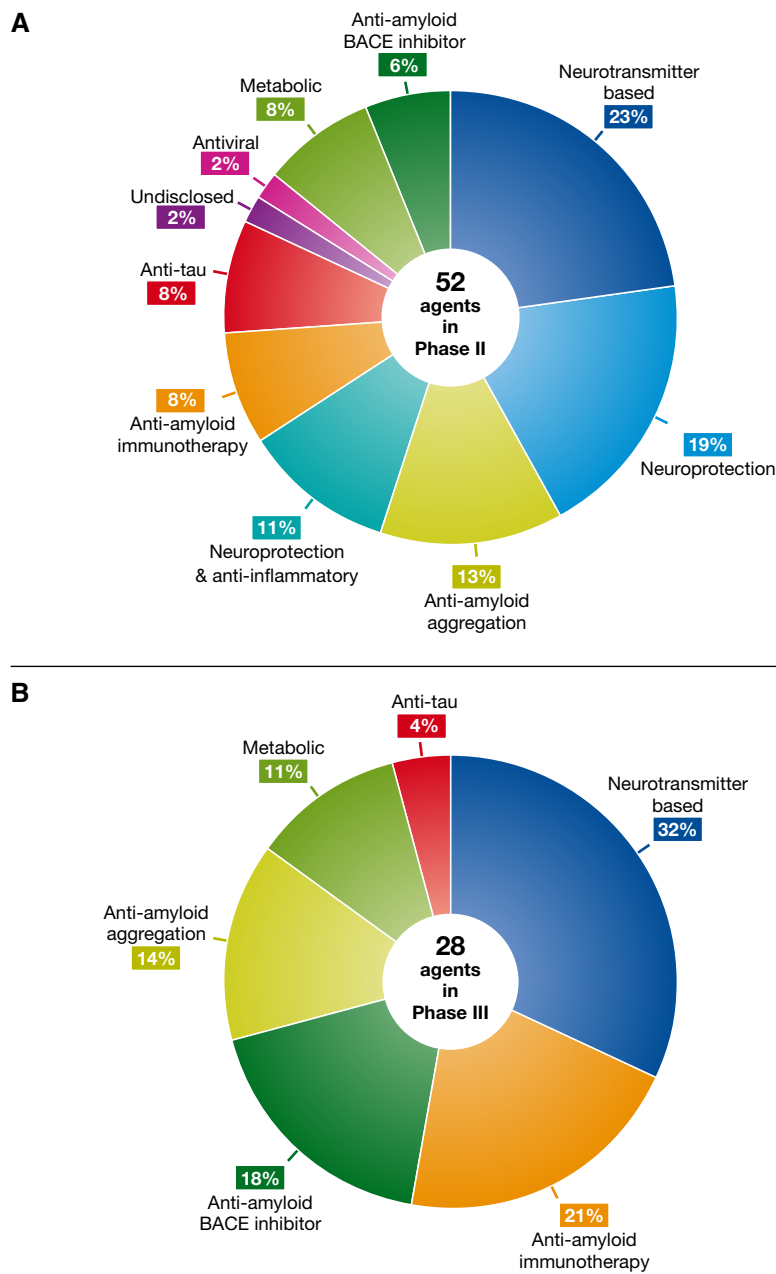 A
Anti-amyloid
BACE inhibitor
6%
Neurotransmitter
based
23%
Metabolic
8%
Antiviral
2%
Undisclosed
2%
Anti-tau
8%
52
agents
in
Phase II
8%
Anti-amyloid
immunotherapy
19%
Neuroprotection
11%
Neuroprotection
& anti-inflammatory
13%
Anti-amyloid
aggregation
B
Anti-tau
4%
Metabolic
11%
Neurotransmitter
based
32%
Anti-amyloid
aggregation
14%
28
agents
in
Phase III
18%
Anti-amyloid
BACE inhibitor
21%
Anti-amyloid
immunotherapy